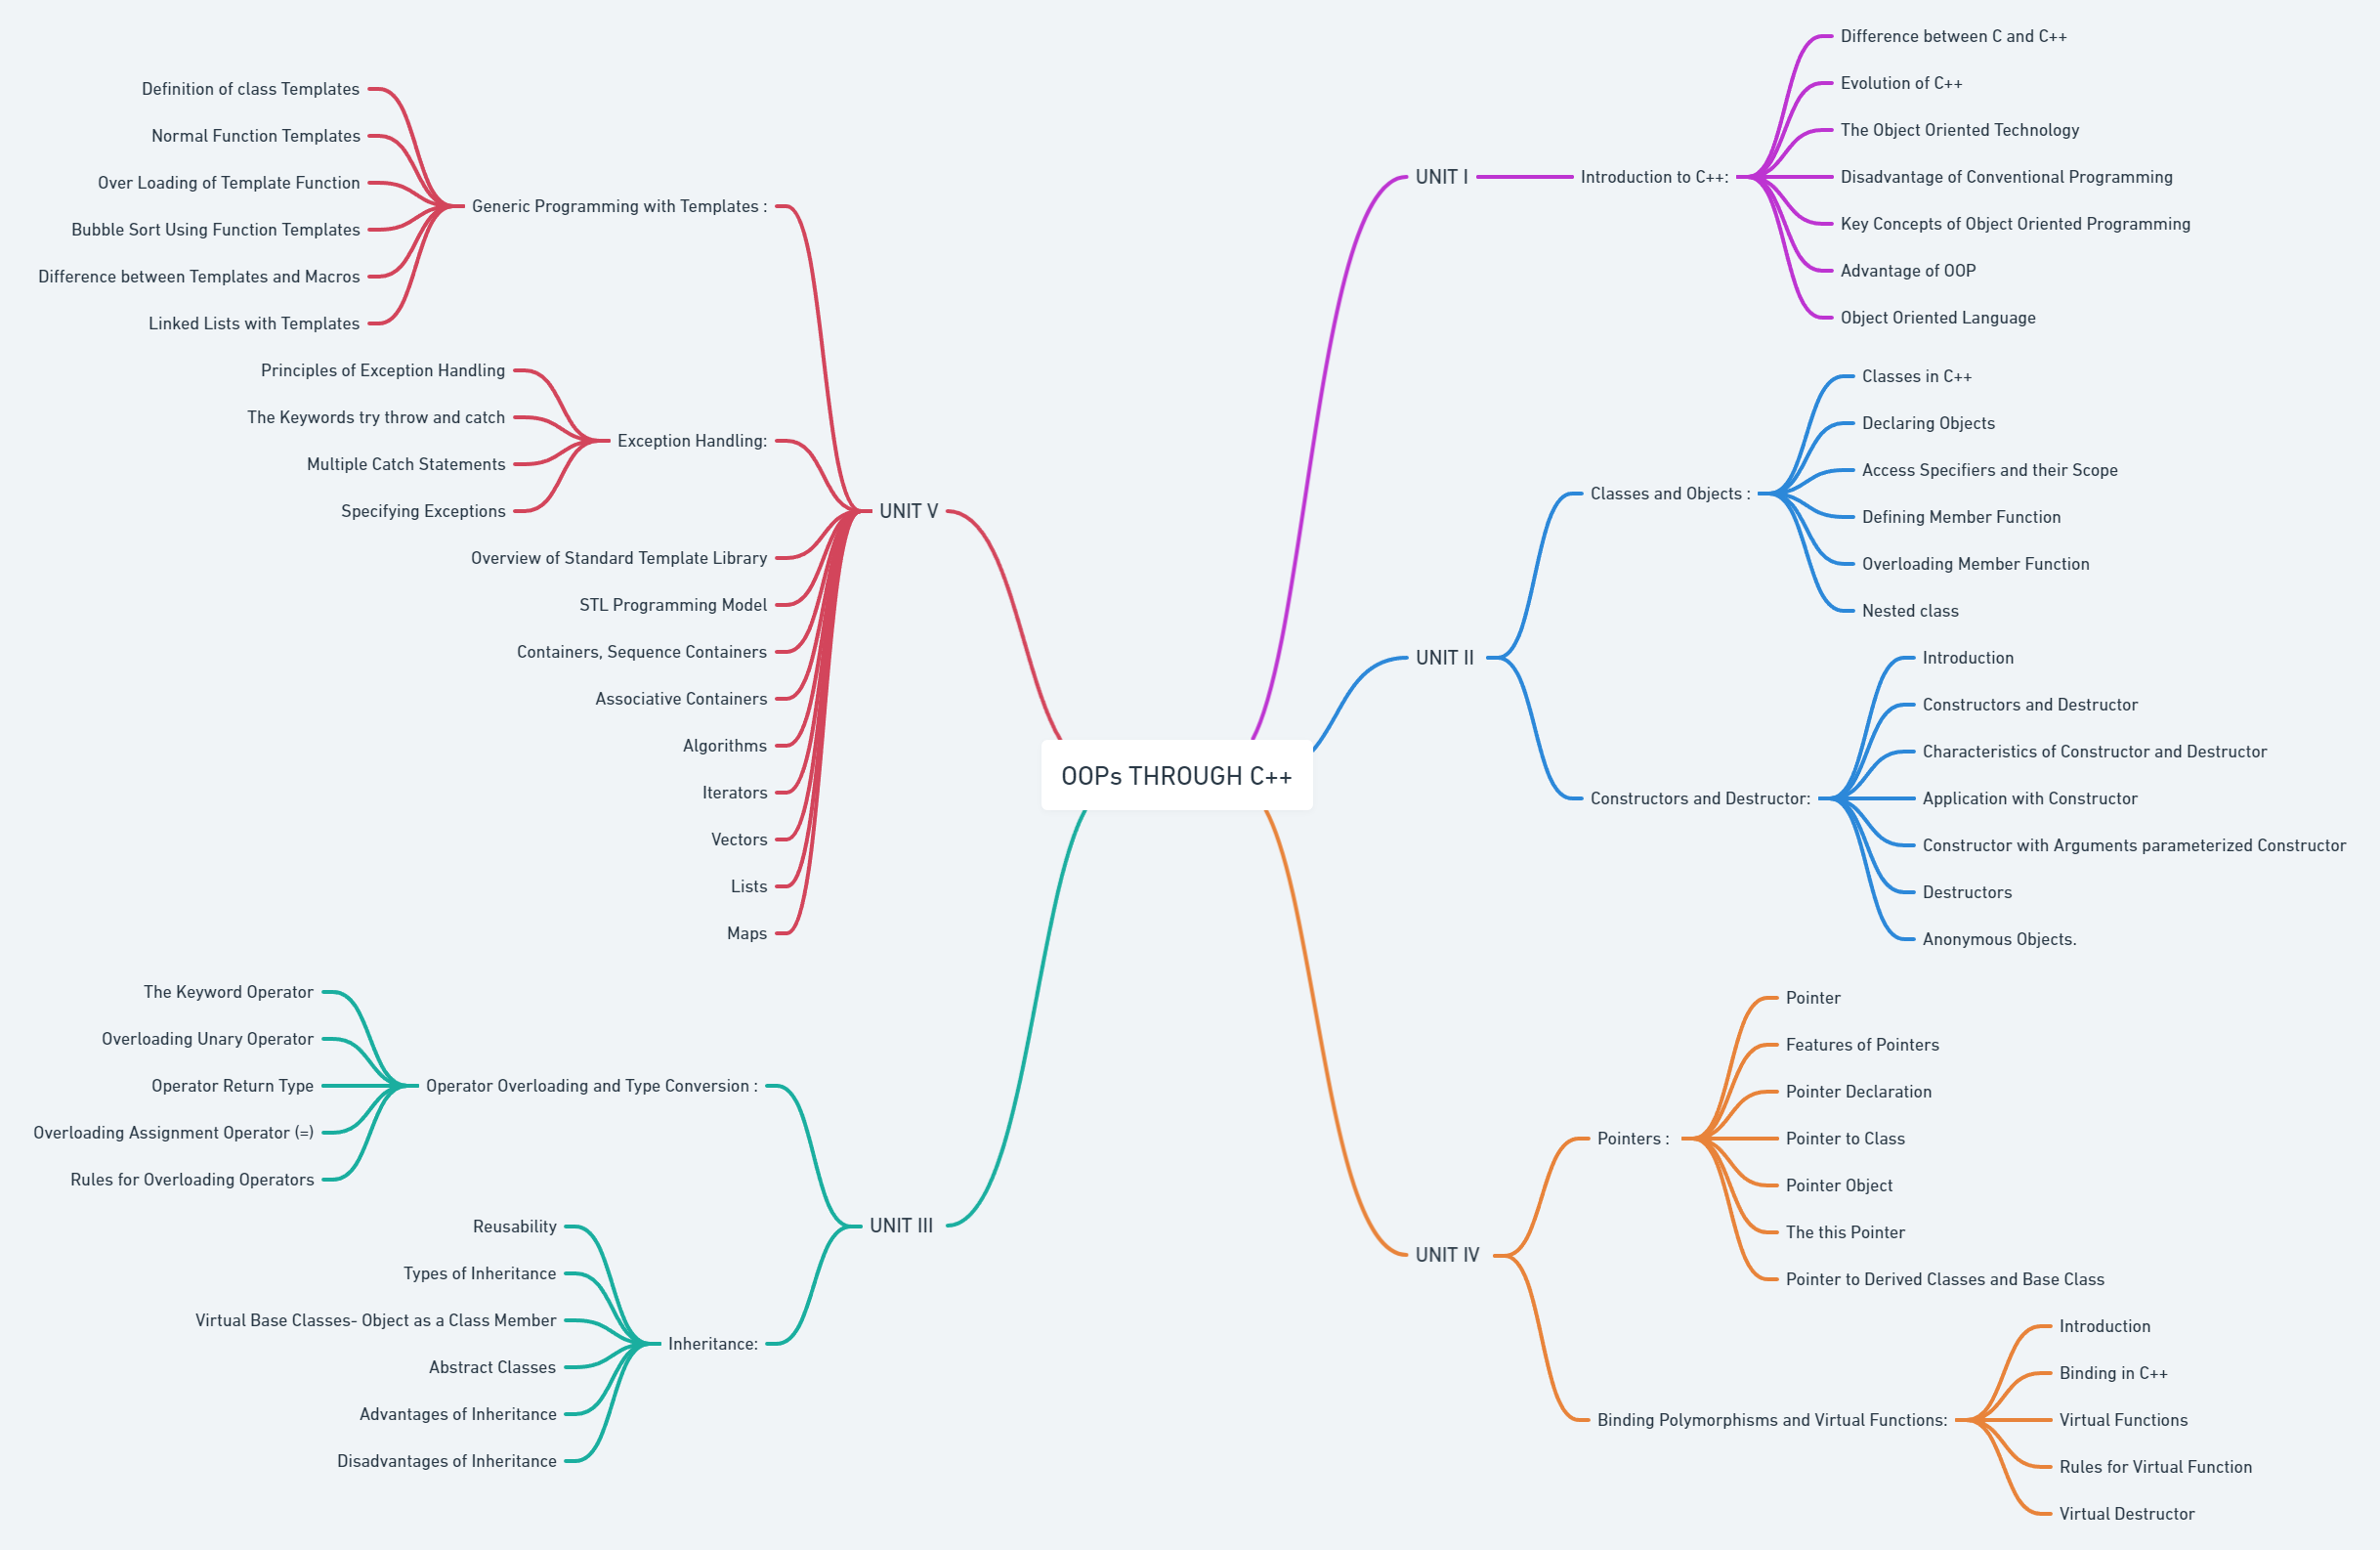 OOPs THROUGH C++
UNIT I
Introduction to C++:
Difference between C and C++
Evolution of C++
The Object Oriented Technology
Disadvantage of Conventional Programming
Key Concepts of Object Oriented Programming
Advantage of OOP
Object Oriented Language
UNIT II
Classes and Objects :
Classes in C++
Declaring Objects
Access Specifiers and their Scope
Defining Member Function
Overloading Member Function
Nested class
Constructors and Destructor:
Introduction
Constructors and Destructor
Characteristics of Constructor and Destructor
Application with Constructor
Constructor with Arguments parameterized Constructor
Destructors
Anonymous Objects.
UNIT III
Operator Overloading and Type Conversion :
The Keyword Operator
Overloading Unary Operator
Operator Return Type
Overloading Assignment Operator (=)
Rules for Overloading Operators
Inheritance:
Reusability
Types of Inheritance
Virtual Base Classes- Object as a Class Member
Abstract Classes
Advantages of Inheritance
Disadvantages of Inheritance
UNIT IV
Pointers :
Pointer
Features of Pointers
Pointer Declaration
Pointer to Class
Pointer Object
The this Pointer
Pointer to Derived Classes and Base Class
Binding Polymorphisms and Virtual Functions:
Introduction
Binding in C++
Virtual Functions
Rules for Virtual Function
Virtual Destructor
UNIT V
Generic Programming with Templates :
Definition of class Templates
Normal Function Templates
Over Loading of Template Function
Bubble Sort Using Function Templates
Difference between Templates and Macros
Linked Lists with Templates
Exception Handling:
Principles of Exception Handling
The Keywords try throw and catch
Multiple Catch Statements
Specifying Exceptions
Overview of Standard Template Library
STL Programming Model
Containers, Sequence Containers
Associative Containers
Algorithms
Iterators
Vectors
Lists
Maps